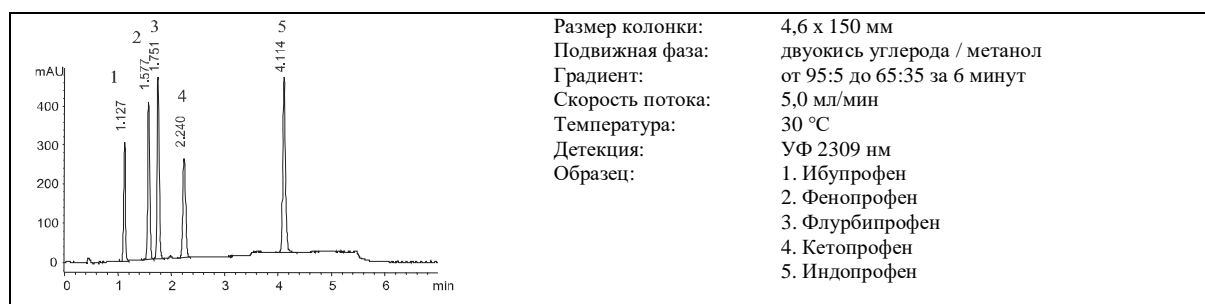 1
2
3
4
5
1.127
1.577
1.751
2.240
4.114
mAU
400
300
200
100
0
0 1 2 3 4 5 6 min
Размер колонки: 4,6 x 150 мм
Подвижная фаза: двуокись углерода / метанол
Градиент: от 95:5 до 65:35 за 6 минут
Скорость потока: 5,0 мл/мин
Температура: 30 °C
Детекция: УФ 2309 нм
Образец: 1. Ибупрофен
2. Фенопрофен
3. Флурбипрофен
4. Кетопрофен
5. Индопрофен